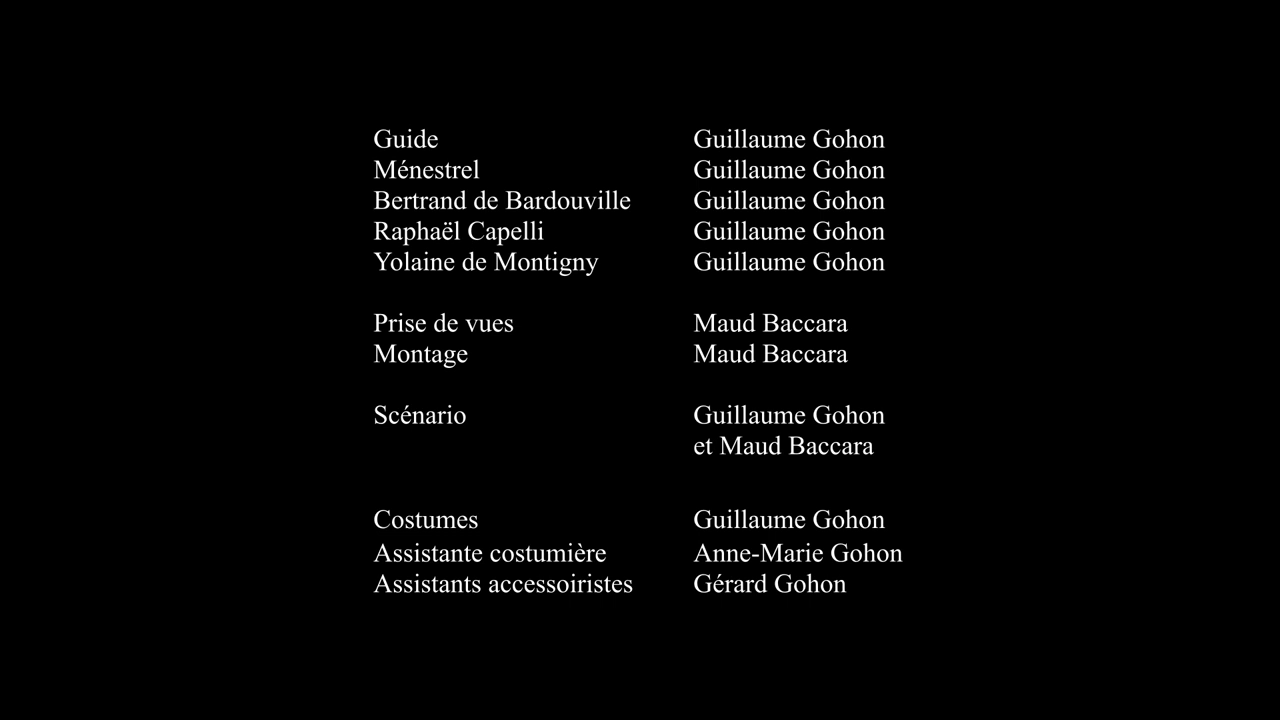 Guide Guillaume Gohon
Ménestrel Guillaume Gohon
Bertrand de Bardouville Guillaume Gohon
Raphaël Capelli Guillaume Gohon
Yolaine de Montigny Guillaume Gohon
Prise de vues Maud Baccara
Montage Maud Baccara
Scénario Guillaume Gohon
et Maud Baccara
Costumes Guillaume Gohon
Assistante costumière Anne-Marie Gohon
Assistants accessoiristes Gérard Gohon